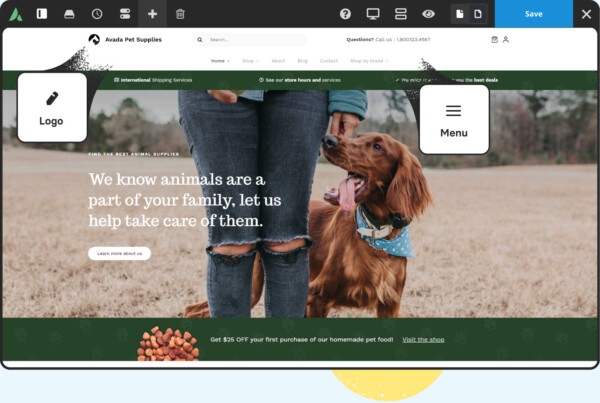 Save
Avada Pet Supplies
Search...
Questions? Call us : 1.800.323.4567
Home
Shop
About
Blog
Contact
Shop by brand
International Shipping Services
See our store hours and services
you the best deals
Logo
Menu
FIND THE BEST ANIMAL SUPPLIES
We know animals are a
part of your family, let us
help take care of them.
Learn more about us
Get $25 OFF your first purchase of our homemade pet food!
Visit the shop